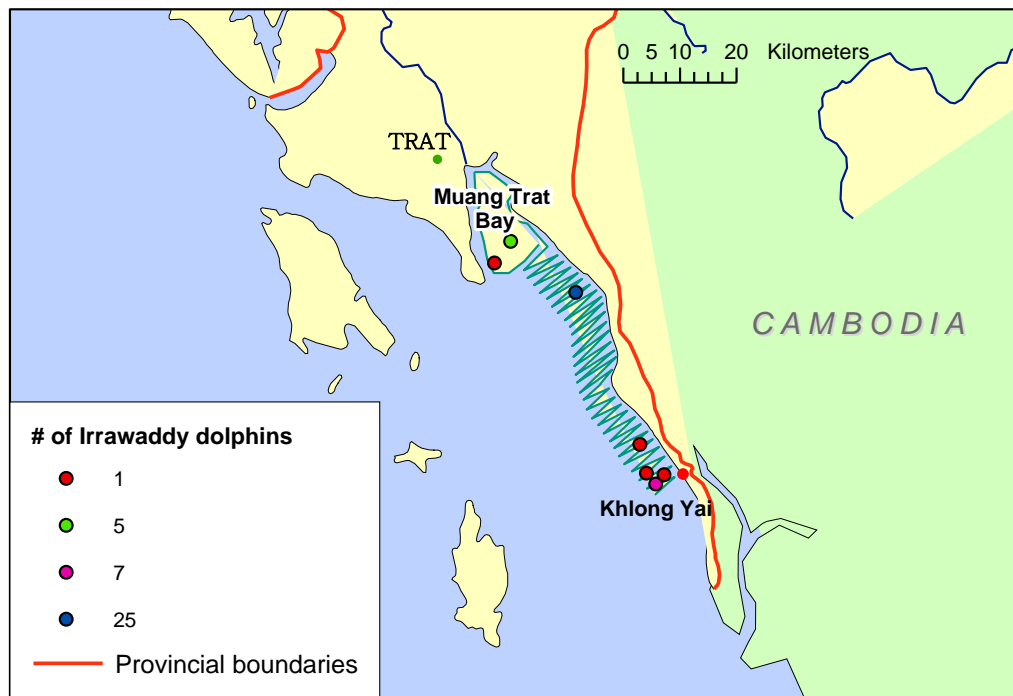 0 5 10 20 Kilometers
TRAT
Muang Trat
Bay
CAMBODIA
# of Irrawaddy dolphins
1
5
7
25
Provincial boundaries
Khlong Yai